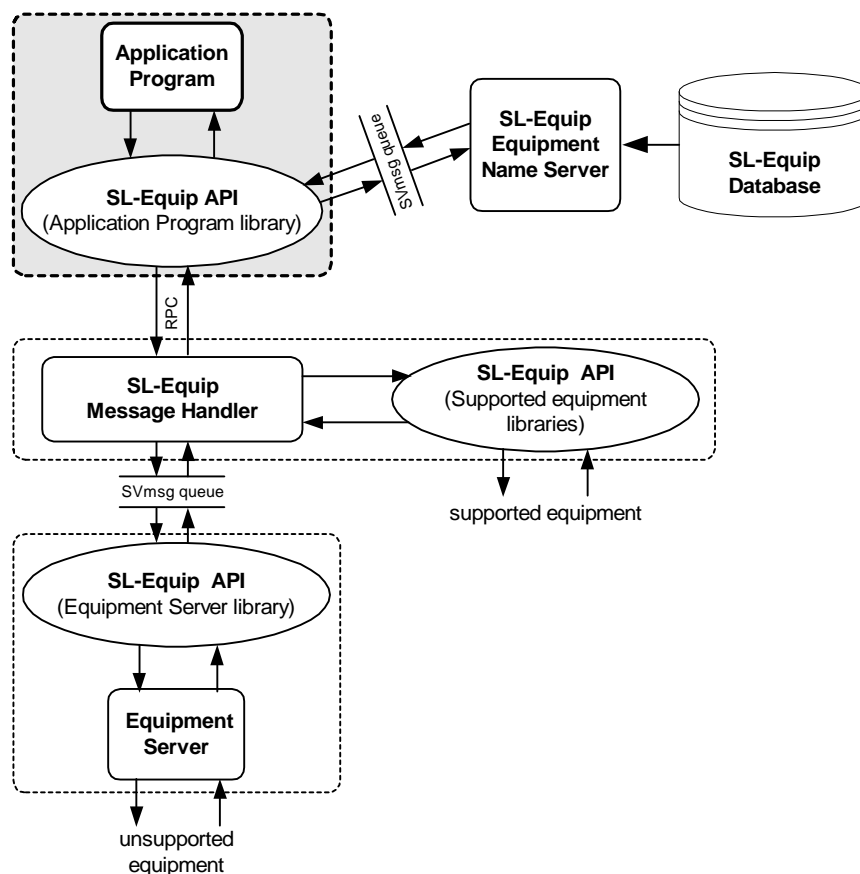 Application
Program
SL-Equip API
(Application Program library)
SVmsg queue
SL-Equip
Equipment
Name Server
SL-Equip
Database
RPC
SL-Equip
Message Handler
SL-Equip API
(Supported equipment
libraries)
SVmsg queue
supported equipment
SL-Equip API
(Equipment Server library)
Equipment
Server
unsupported
equipment